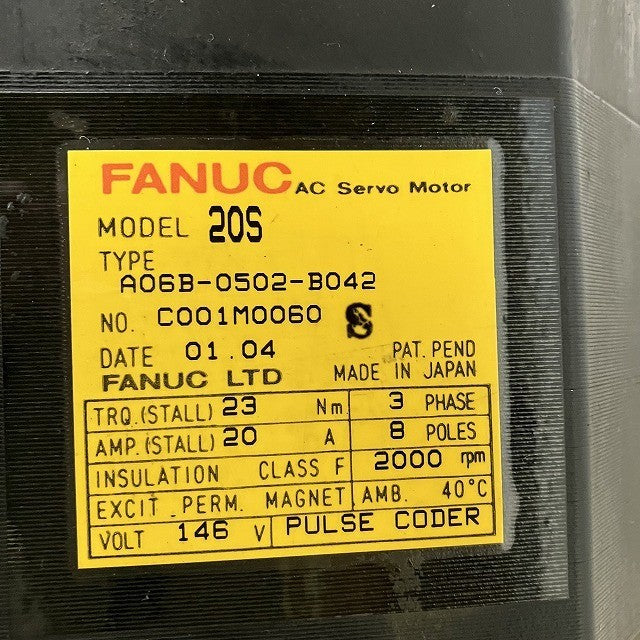 FANUC AC Servo Motor
MODEL 20S
TYPE
A06B-0502-B042
NO. C001M0060 S
DATE 01.04 PAT. PEND
FANUC LTD MADE IN JAPAN
TRQ.(STALL) 23 Nm 3 PHASE
AMP.(STALL) 20 A 8 POLES
INSULATION CLASS F 2000 rpm
EXCIT. PERM. MAGNET AMB. 40°C
VOLT 146 V PULSE CODER